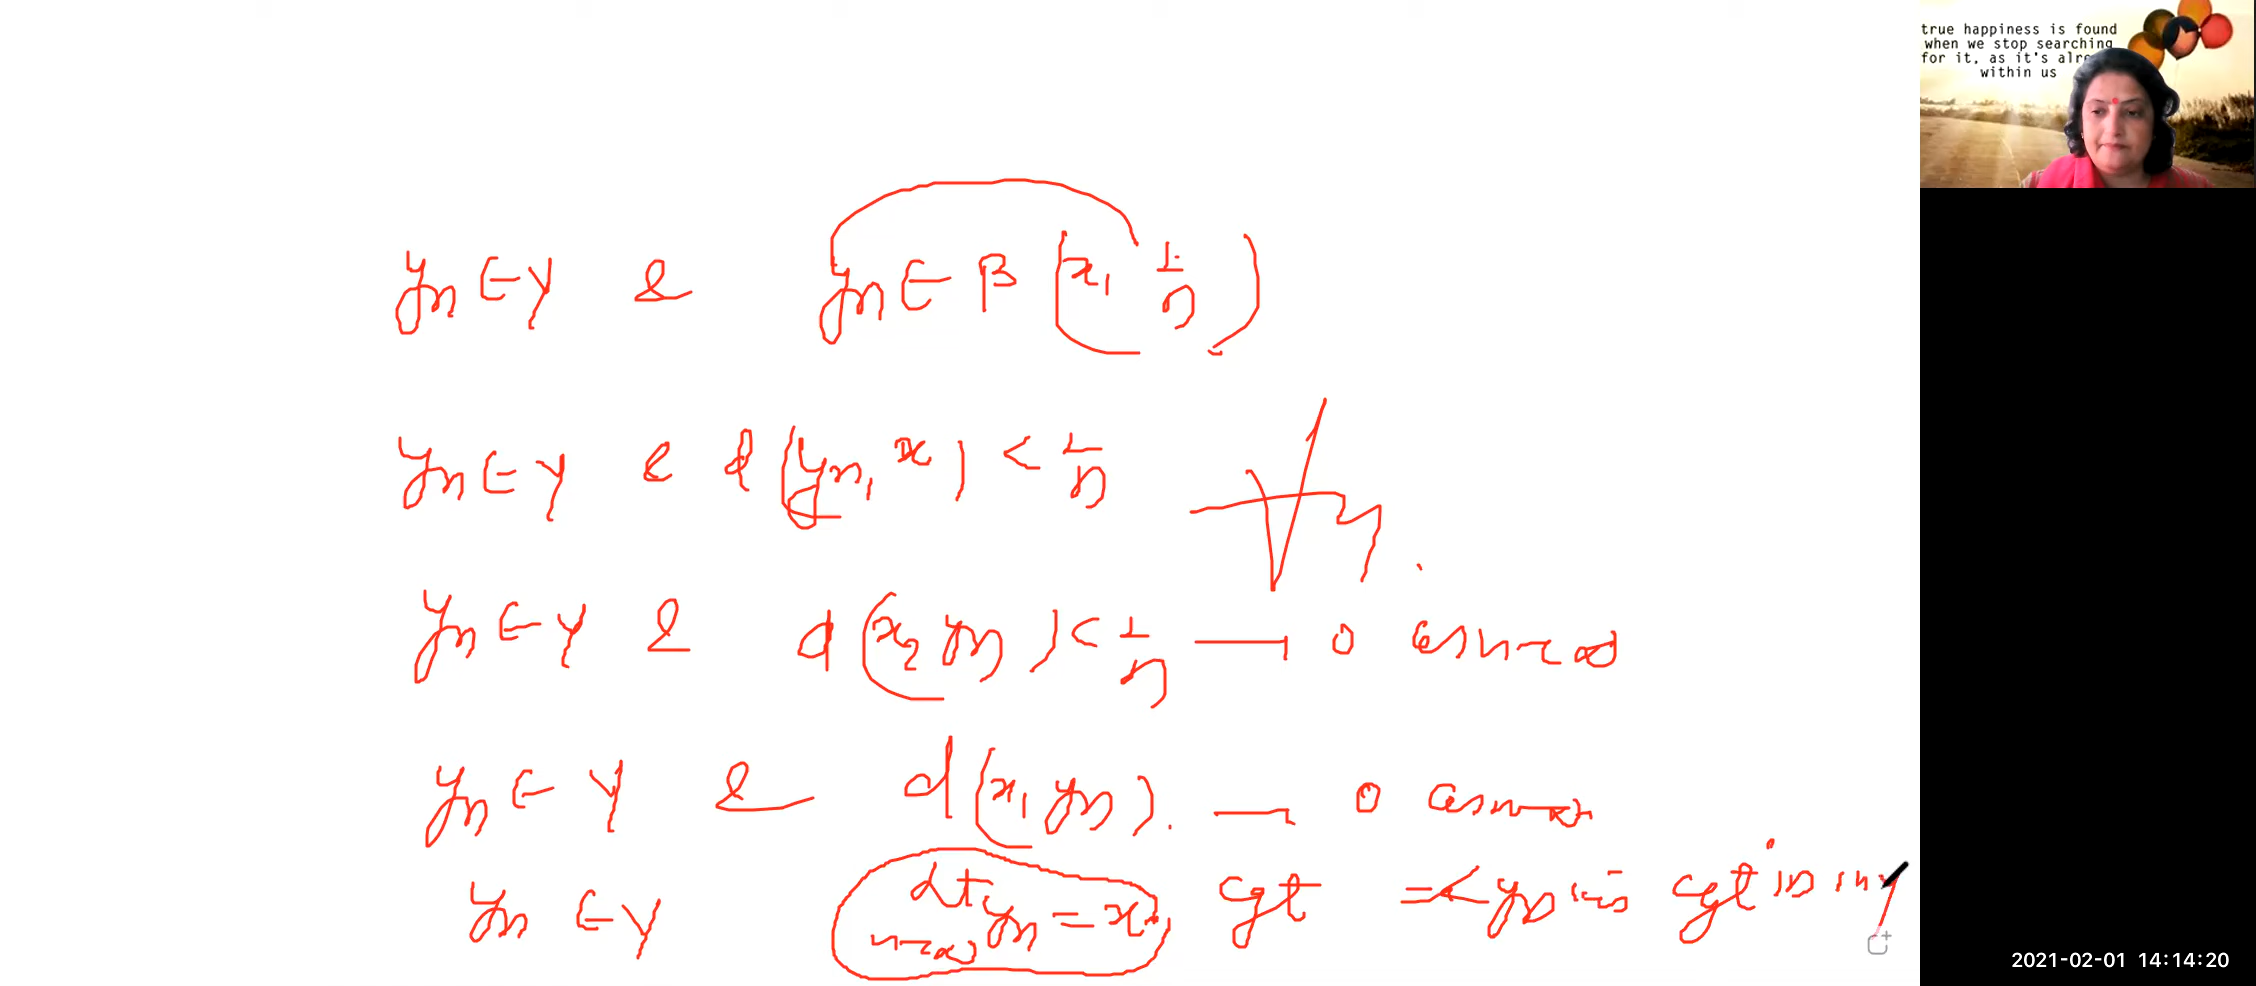 yn ∈ Y & yn ∈ B(x, 1/n)
yn ∈ Y & d(yn, x) < 1/n
yn ∈ Y & d(x, yn) < 1/n → 0 as n → ∞
yn ∈ Y & d(x, yn) → 0 as n → ∞
yn ∈ Y lt n→∞ yn = x, cgt ⇒ < yn > is cgt in Y
true happiness is found
when we stop searching
for it, as it's
within us
2021-02-01 14:14:20